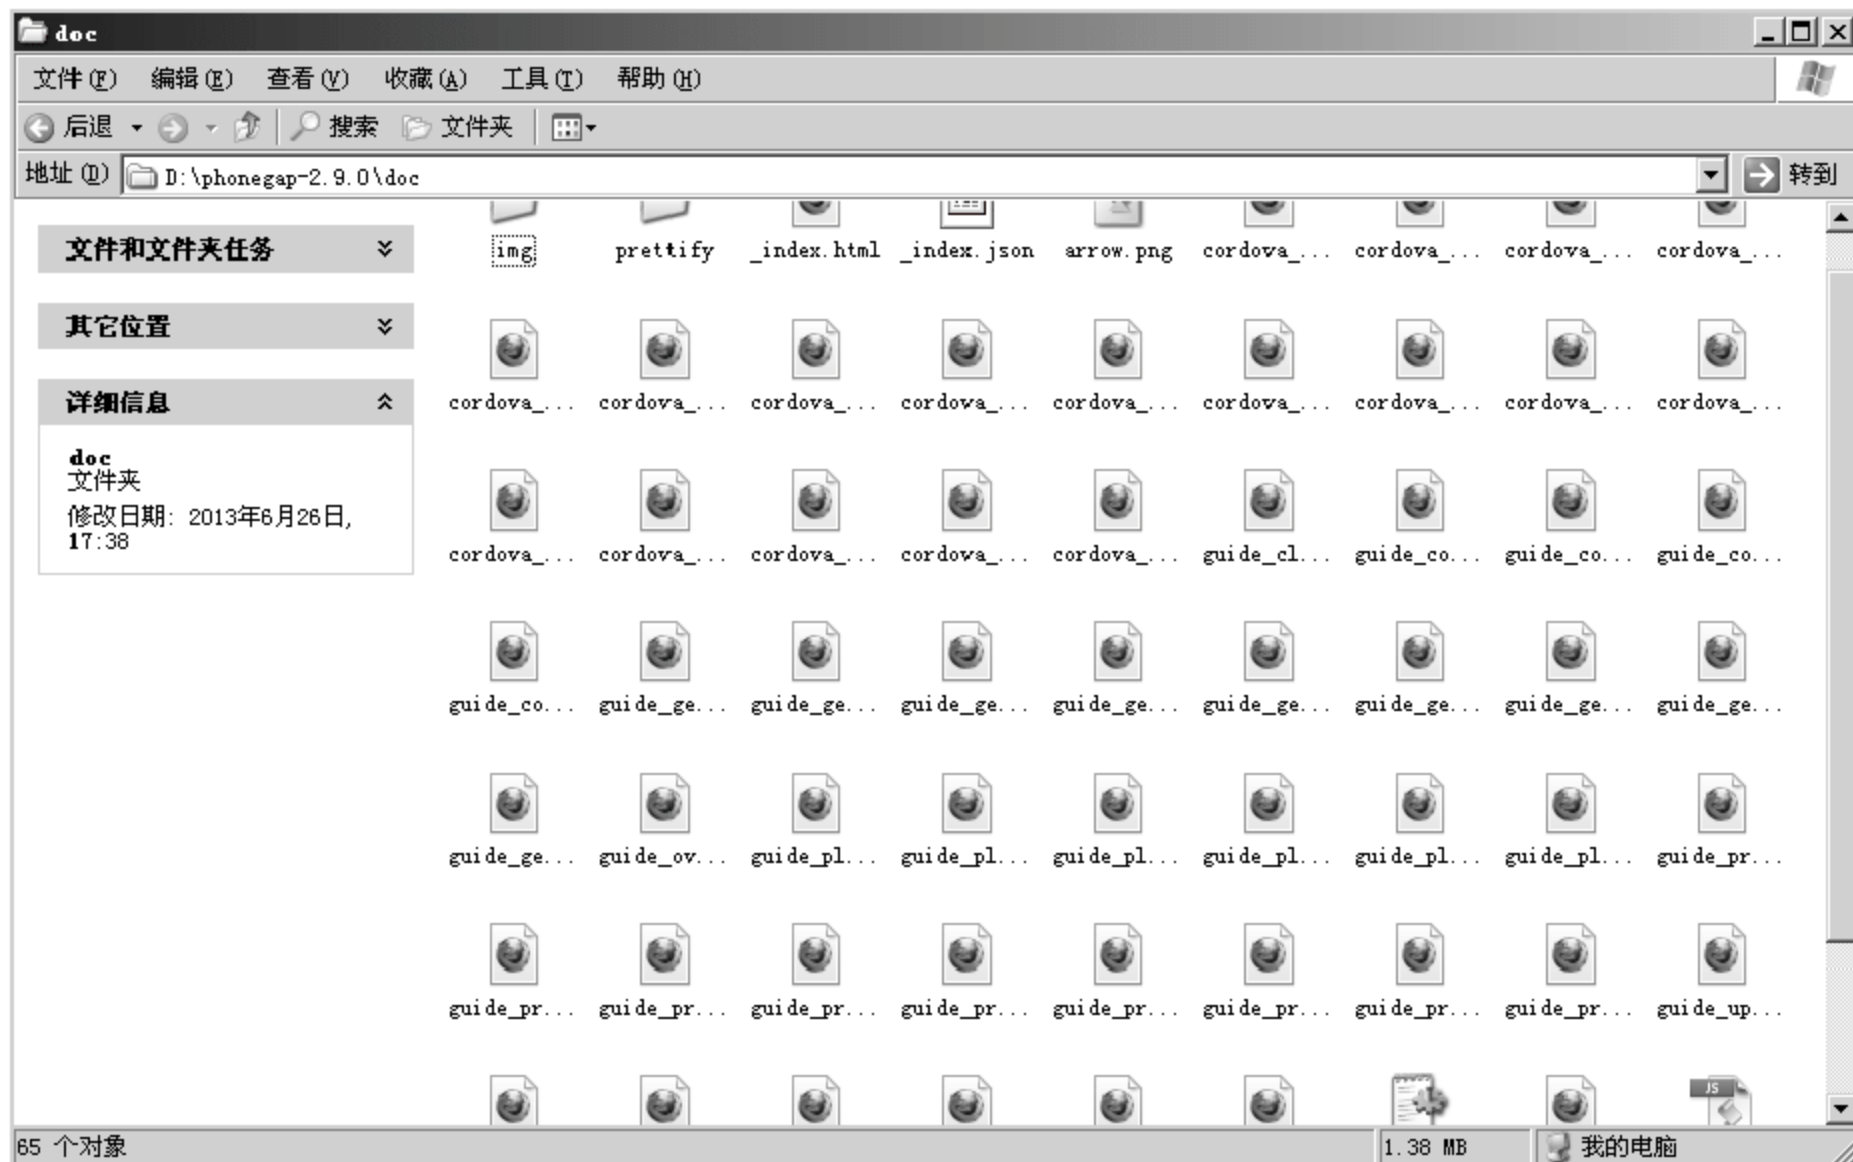 doc
文件(F) 编辑(E) 查看(V) 收藏(A) 工具(T) 帮助(H)
后退 搜索 文件夹
地址(D) D:\phonegap-2.9.0\doc 转到
文件和文件夹任务
其它位置
详细信息
doc
文件夹
修改日期: 2013年6月26日,
17:38
img prettify _index.html _index.json arrow.png cordova_... cordova_... cordova_... cordova_...
cordova_... cordova_... cordova_... cordova_... cordova_... cordova_... cordova_... cordova_... cordova_...
cordova_... cordova_... cordova_... cordova_... cordova_... guide_cl... guide_co... guide_co... guide_co...
guide_co... guide_ge... guide_ge... guide_ge... guide_ge... guide_ge... guide_ge... guide_ge... guide_ge...
guide_ge... guide_ov... guide_pl... guide_pl... guide_pl... guide_pl... guide_pl... guide_pl... guide_pr...
guide_pr... guide_pr... guide_pr... guide_pr... guide_pr... guide_pr... guide_pr... guide_pr... guide_up...
JS
65 个对象 1.38 MB 我的电脑